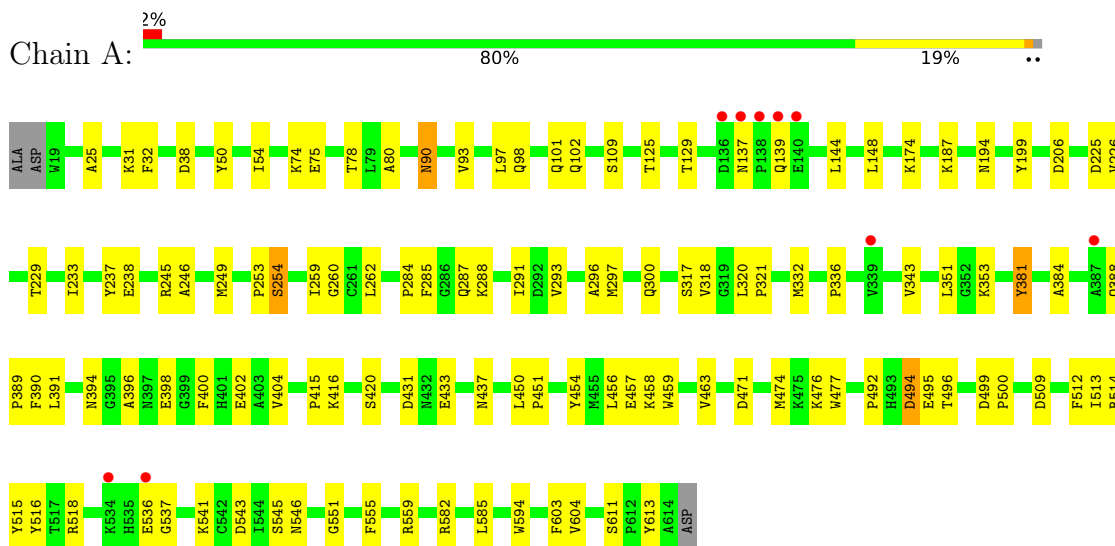 2%
Chain A:
80% 19% ..
ALA ASP W19 A25 K31 F32 D38 Y50 I54 K74 E75 T78 L79 A80 N90 V93 L97 Q98 Q101 Q102 S109 T125 T129 D136 N137 P138 Q139 E140 L144 L148 K174 K187 N194 Y199 D206 D225
T229 I233 Y237 E238 R245 A246 M249 P253 S254 I259 G260 C261 L262 P284 F285 G286 Q287 K288 I291 D292 V293 A296 M297 Q300 S317 V318 G319 L320 P321 M332 P336 V339 V343 L351 G352 K353 Y381 A384 A387
P389 F390 L391 N394 G395 A396 N397 E398 G399 F400 H401 E402 A403 V404 P415 K416 S420 D431 N432 E433 N437 L450 P451 Y454 M455 L456 E457 K458 W459 V463 D471 M474 K475 K476 W477 P492 H493 D494 E495 T496 D499 P500 D509 F512 I513 R514
Y515 Y516 T517 R518 K534 H535 E536 G537 K541 C542 D543 I544 S545 N546 G551 F555 R559 R582 L585 W594 F603 V604 S611 P612 Y613 A614 ASP